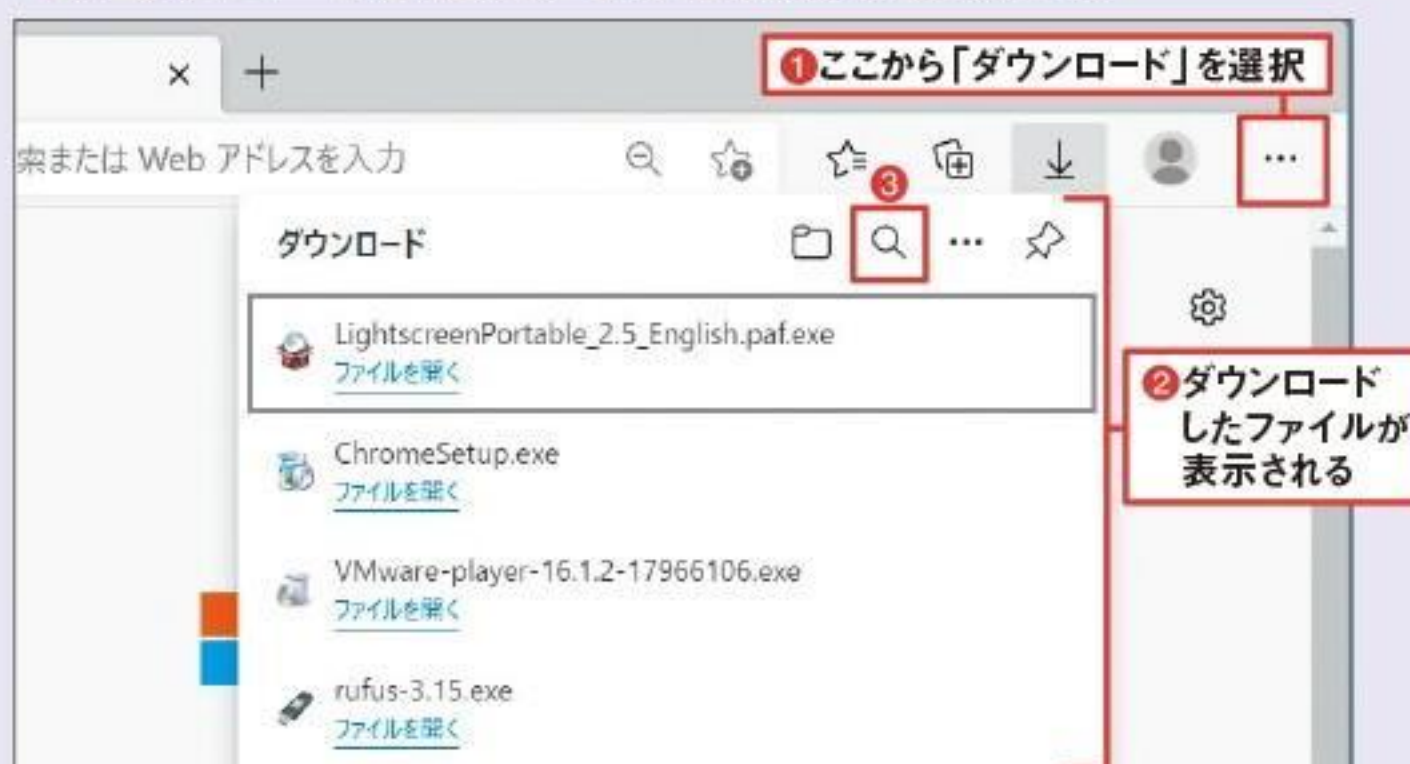 ❶ここから「ダウンロード」を選択
索または Web アドレスを入力
❸
ダウンロード
LightscreenPortable_2.5_English.paf.exe
ファイルを開く
❷ダウンロード
したファイルが
表示される
ChromeSetup.exe
ファイルを開く
VMware-player-16.1.2-17966106.exe
ファイルを開く
rufus-3.15.exe
ファイルを開く